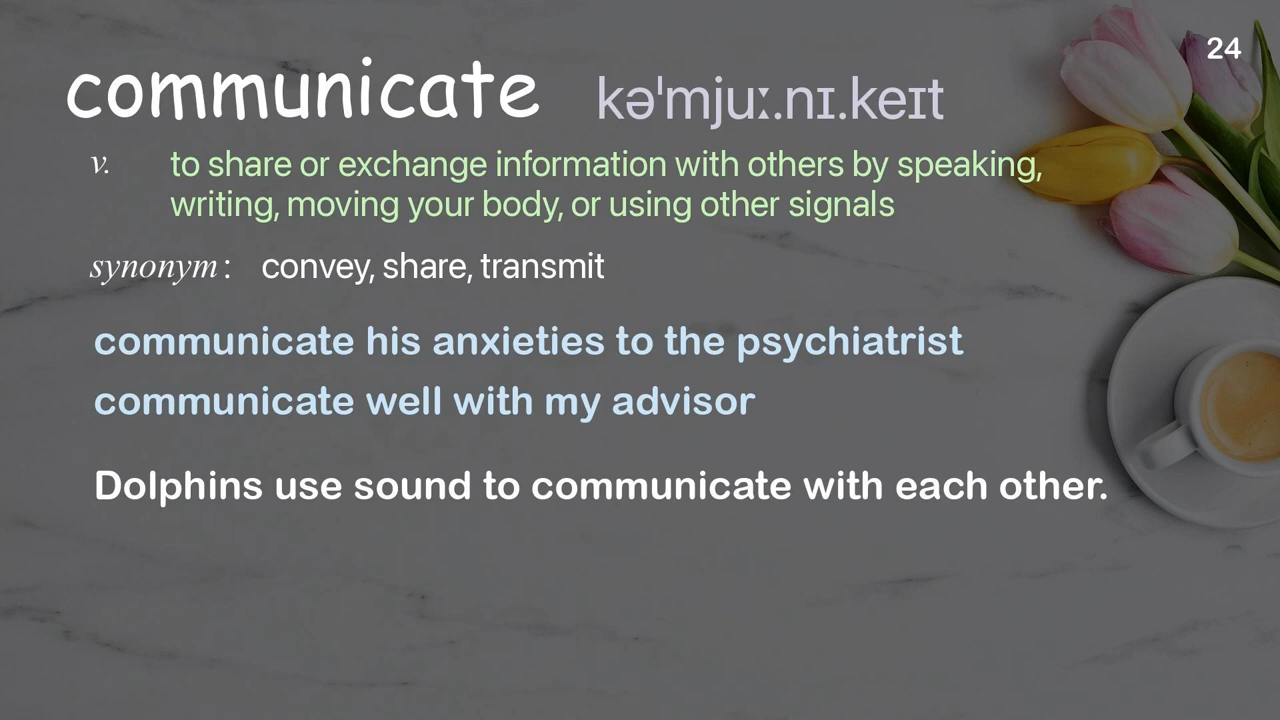 24
communicate kəˈmjuː.nɪ.keɪt
v. to share or exchange information with others by speaking,
writing, moving your body, or using other signals
synonym: convey, share, transmit
communicate his anxieties to the psychiatrist
communicate well with my advisor
Dolphins use sound to communicate with each other.